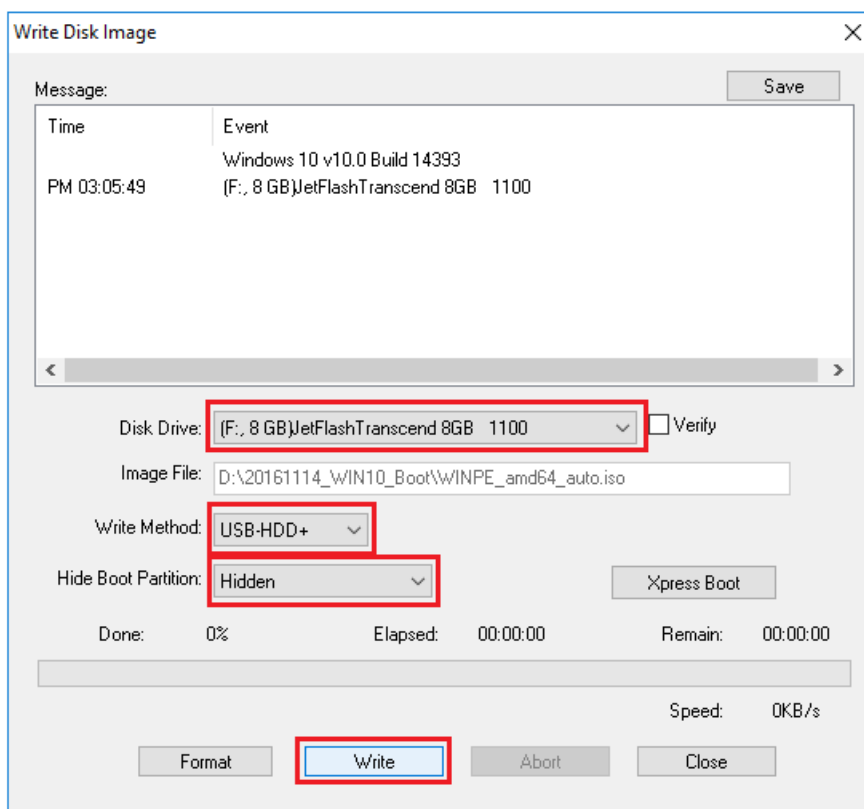 Write Disk Image
Message:
Save
Time Event
Windows 10 v10.0 Build 14393
PM 03:05:49 (F:, 8 GB)JetFlashTranscend 8GB 1100
Disk Drive: (F:, 8 GB)JetFlashTranscend 8GB 1100 Verify
Image File: D:\20161114_WIN10_Boot\WINPE_amd64_auto.iso
Write Method: USB-HDD+
Hide Boot Partition: Hidden Xpress Boot
Done: 0% Elapsed: 00:00:00 Remain: 00:00:00
Speed: 0KB/s
Format Write Abort Close